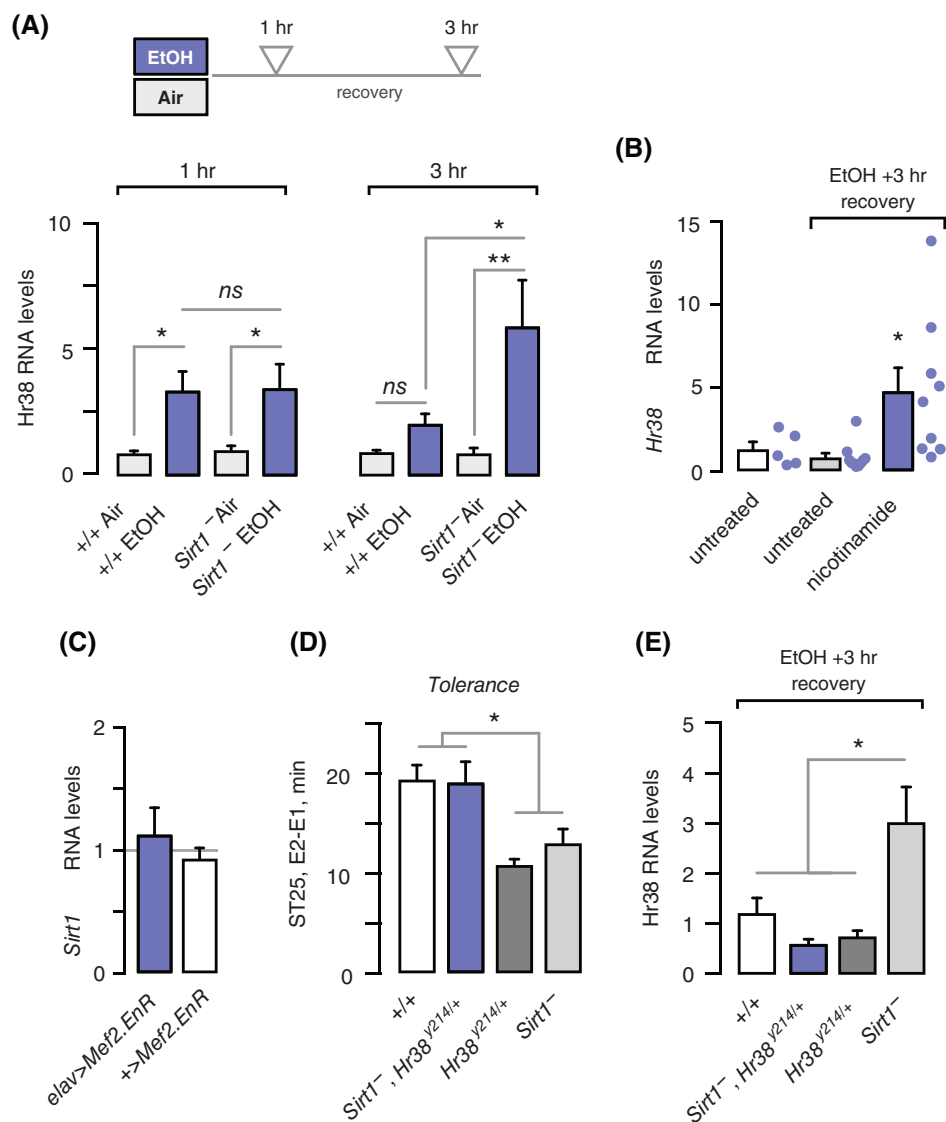 (A)
1 hr
3 hr
EtOH
Air
recovery
1 hr
3 hr
Hr38 RNA levels
10
5
0
*
ns
*
ns
*
**
+/+ Air
+/+ EtOH
Sirt1⁻ Air
Sirt1⁻ EtOH
+/+ Air
+/+ EtOH
Sirt1⁻ Air
Sirt1⁻ EtOH
(B)
EtOH +3 hr
recovery
Hr38 RNA levels
15
10
5
0
*
untreated
untreated
nicotinamide
(C)
Sirt1 RNA levels
2
1
0
elav>Mef2.EnR
+>Mef2.EnR
(D)
Tolerance
ST25, E2-E1, min
20
10
0
*
+/+
Sirt1⁻, Hr38^y214/+
Hr38^y214/+
Sirt1⁻
(E)
EtOH +3 hr
recovery
Hr38 RNA levels
5
4
3
2
1
0
*
+/+
Sirt1⁻, Hr38^y214/+
Hr38^y214/+
Sirt1⁻